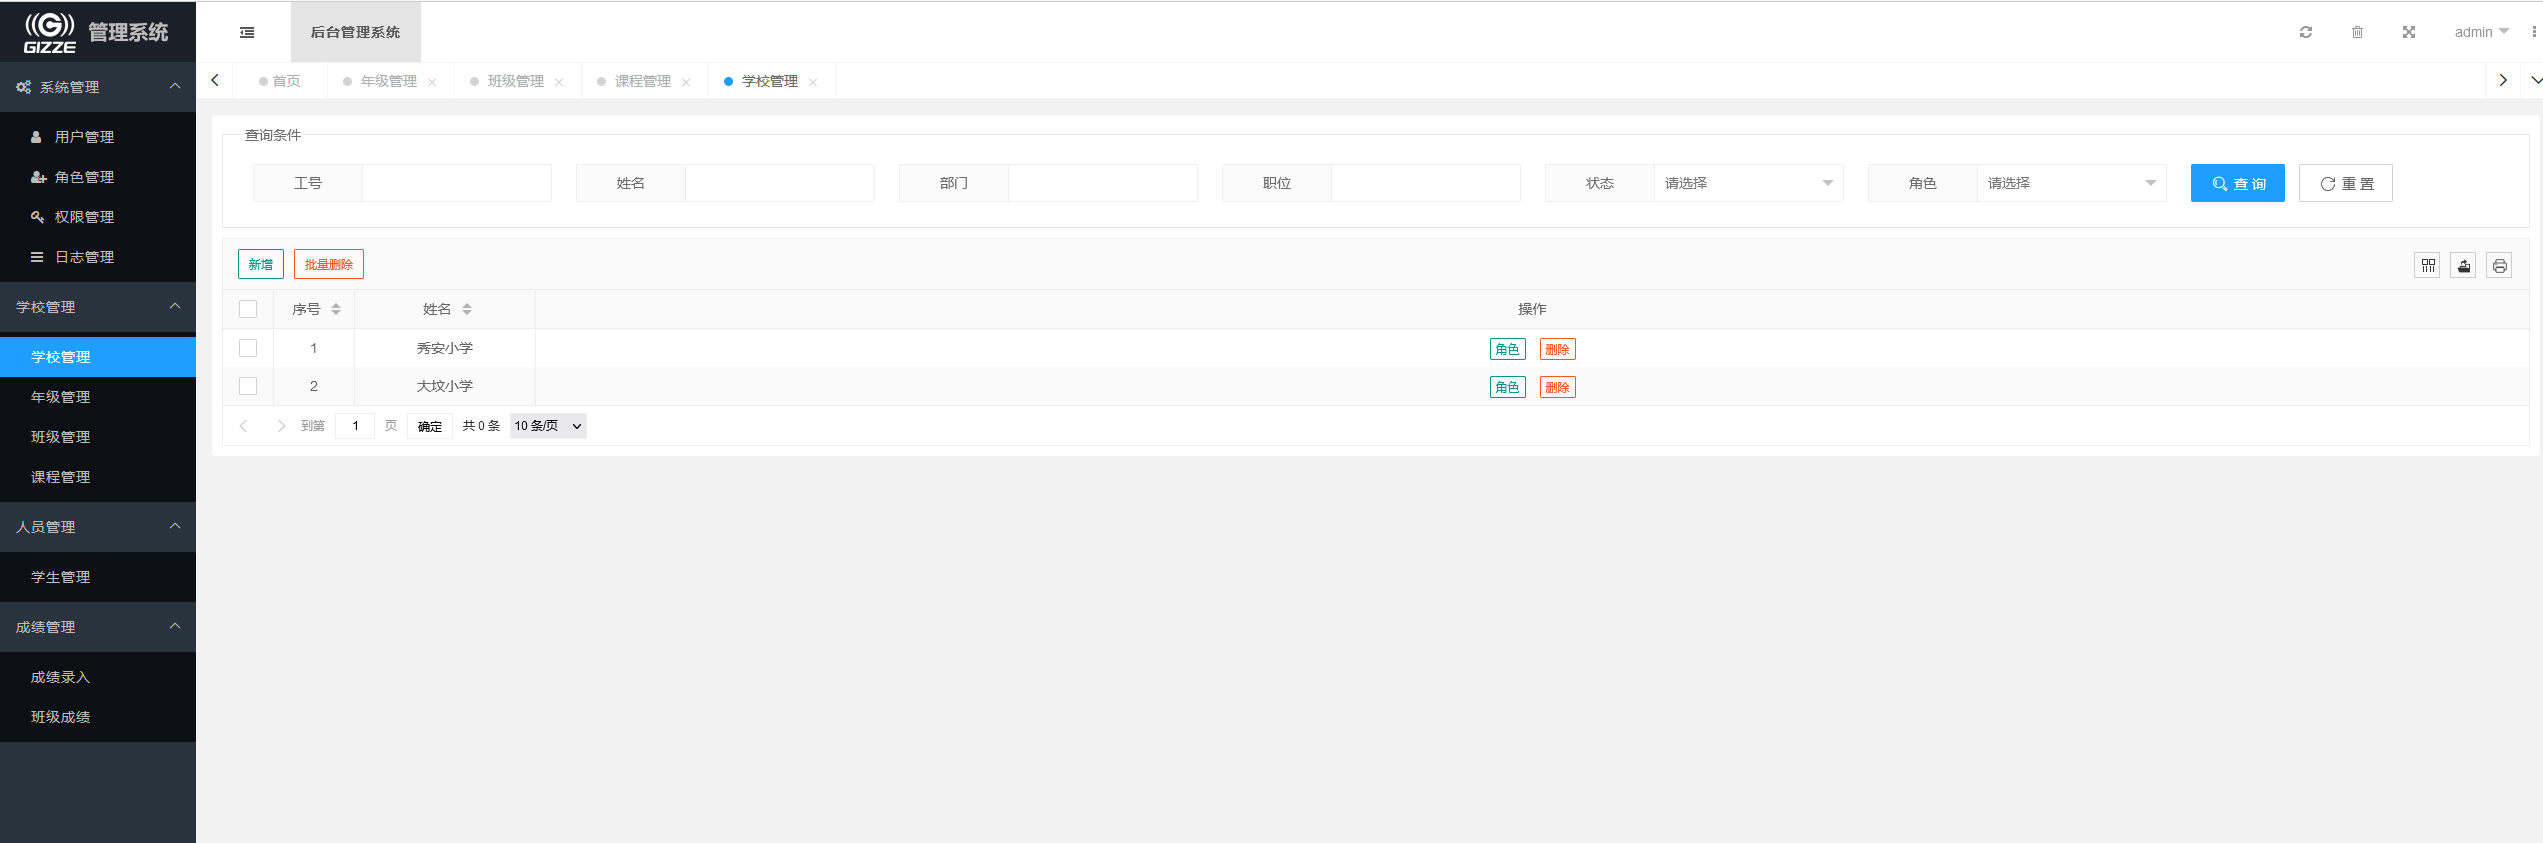 GIZZE 管理系统
后台管理系统
admin
系统管理
用户管理
角色管理
权限管理
日志管理
学校管理
学校管理
年级管理
班级管理
课程管理
人员管理
学生管理
成绩管理
成绩录入
班级成绩
首页 年级管理 班级管理 课程管理 学校管理
查询条件
工号 姓名 部门 职位 状态 请选择 角色 请选择 查 询 重 置
新增 批量删除
序号 姓名 操作
1 秀安小学 角色 删除
2 大坟小学 角色 删除
到第 1 页 确定 共 0 条 10 条/页